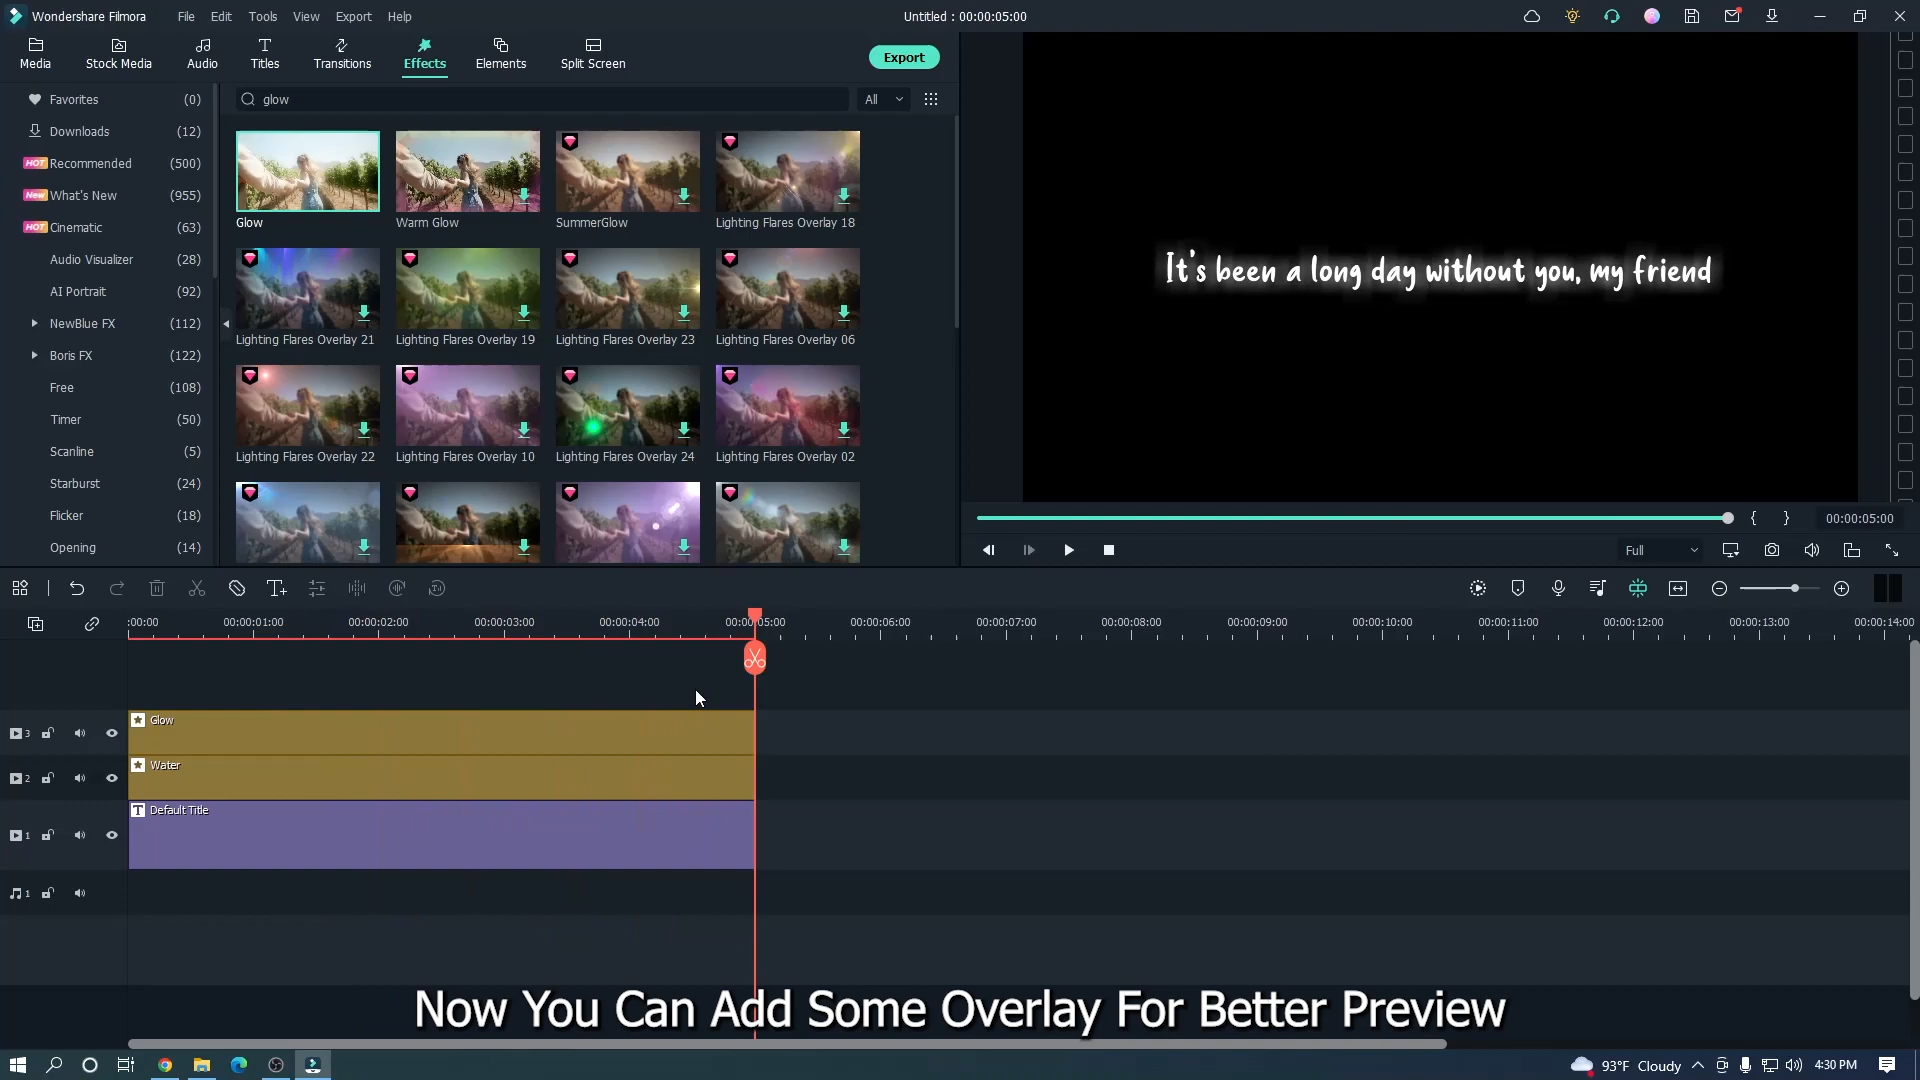 Wondershare Filmora
File Edit Tools View Export Help
Untitled : 00:00:05:00
Media Stock Media Audio Titles Transitions Effects Elements Split Screen
Export
Favorites (0)
Downloads (12)
HOT Recommended (500)
New What's New (955)
HOT Cinematic (63)
Audio Visualizer (28)
AI Portrait (92)
NewBlue FX (112)
Boris FX (122)
Free (108)
Timer (50)
Scanline (5)
Starburst (24)
Flicker (18)
Opening (14)
glow
All
Glow Warm Glow SummerGlow Lighting Flares Overlay 18
Lighting Flares Overlay 21 Lighting Flares Overlay 19 Lighting Flares Overlay 23 Lighting Flares Overlay 06
Lighting Flares Overlay 22 Lighting Flares Overlay 10 Lighting Flares Overlay 24 Lighting Flares Overlay 02
It's been a long day without you, my friend
00:00:05:00
Full
:00:00 00:00:01:00 00:00:02:00 00:00:03:00 00:00:04:00 00:00:05:00 00:00:06:00 00:00:07:00 00:00:08:00 00:00:09:00 00:00:10:00 00:00:11:00 00:00:12:00 00:00:13:00 00:00:14:00
3 Glow
2 Water
1 T Default Title
1
Now You Can Add Some Overlay For Better Preview
93°F Cloudy 4:30 PM